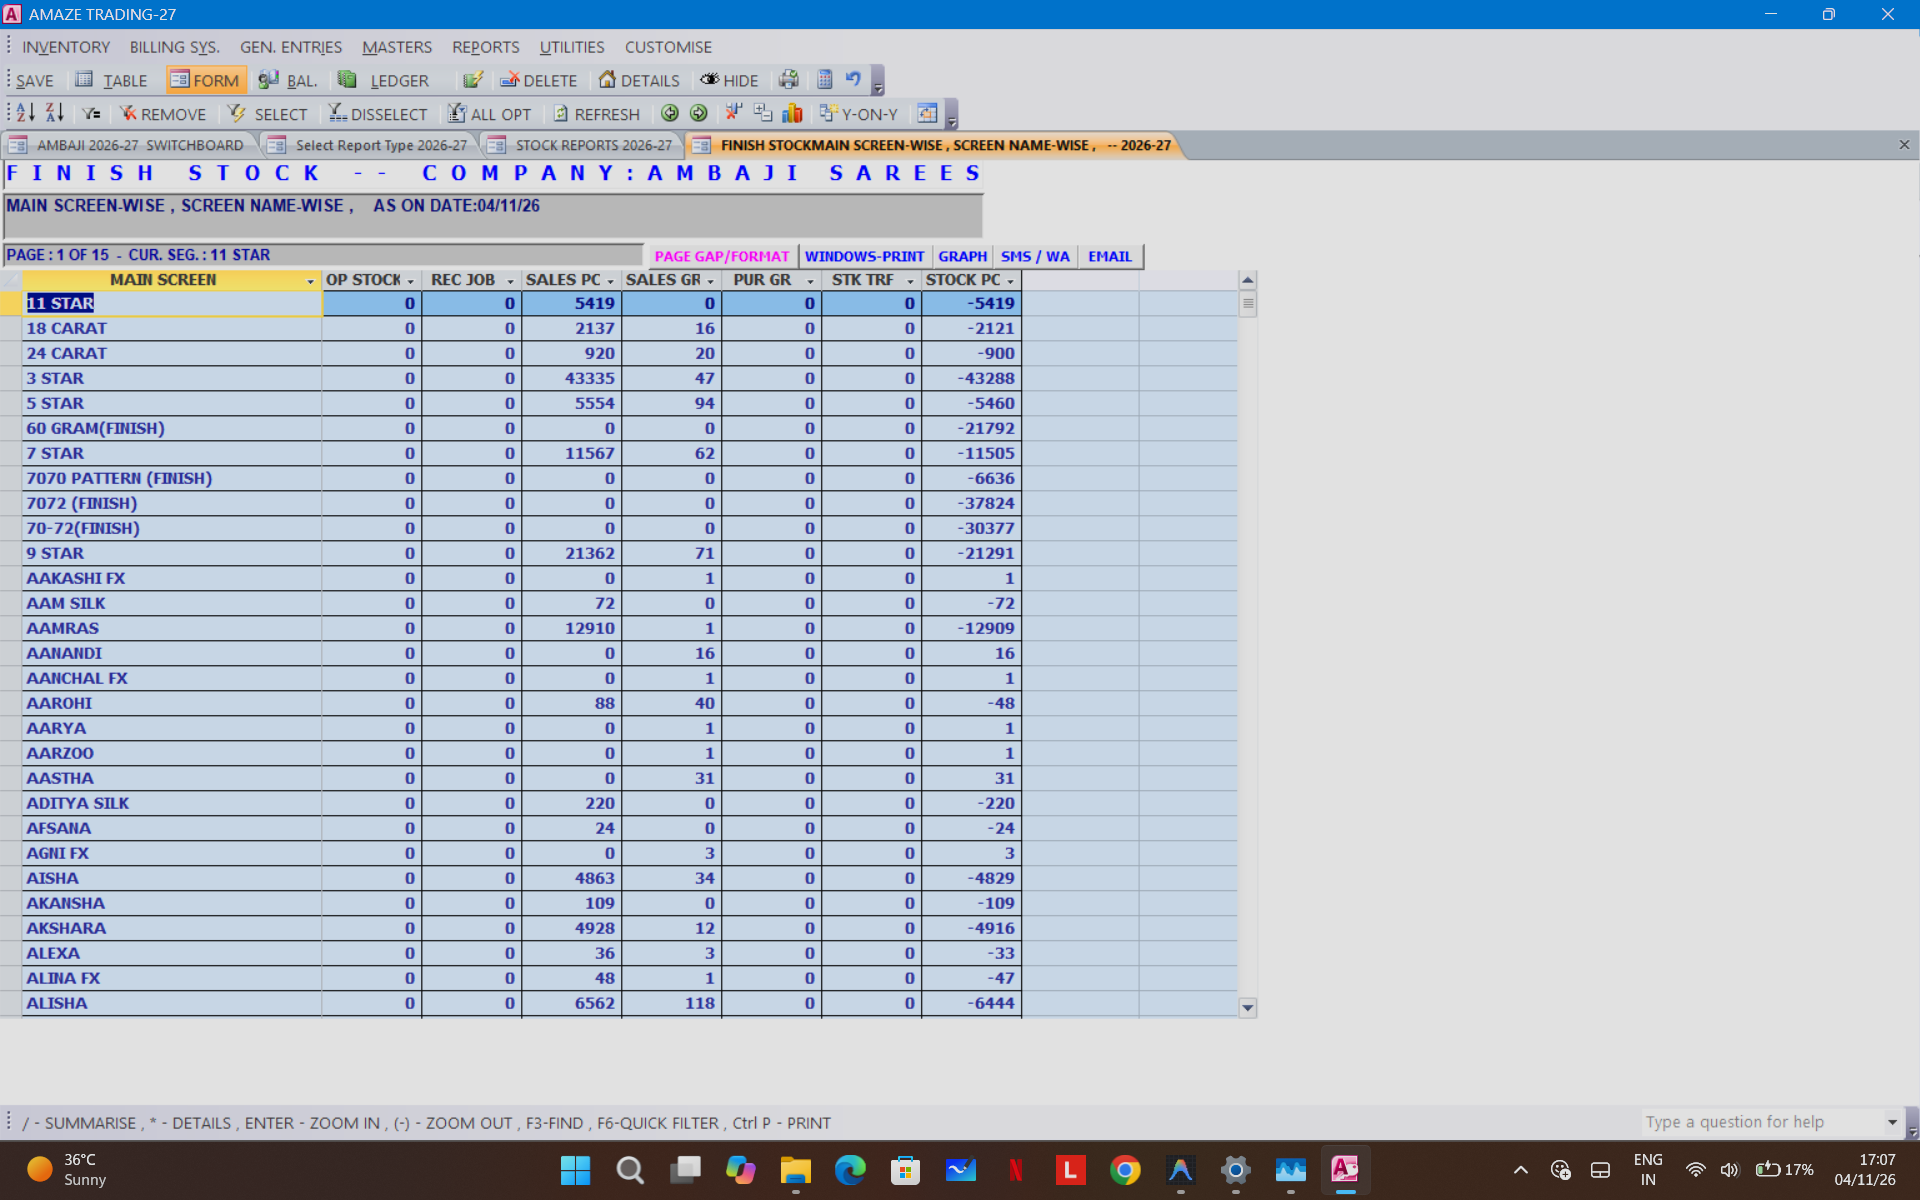 AMAZE TRADING-27
INVENTORY BILLING SYS. GEN. ENTRIES MASTERS REPORTS UTILITIES CUSTOMISE
SAVE TABLE FORM BAL. LEDGER DELETE DETAILS HIDE
REMOVE SELECT DISSELECT ALL OPT REFRESH Y-ON-Y
AMBAJI 2026-27 SWITCHBOARD Select Report Type 2026-27 STOCK REPORTS 2026-27 FINISH STOCKMAIN SCREEN-WISE , SCREEN NAME-WISE , -- 2026-27
FINISH STOCK -- COMPANY:AMBAJI SAREES
MAIN SCREEN-WISE , SCREEN NAME-WISE , AS ON DATE:04/11/26
PAGE : 1 OF 15 - CUR. SEG. : 11 STAR PAGE GAP/FORMAT WINDOWS-PRINT GRAPH SMS / WA EMAIL
MAIN SCREEN OP STOCK REC JOB SALES PC SALES GR PUR GR STK TRF STOCK PC
11 STAR 0 0 5419 0 0 0 -5419
18 CARAT 0 0 2137 16 0 0 -2121
24 CARAT 0 0 920 20 0 0 -900
3 STAR 0 0 43335 47 0 0 -43288
5 STAR 0 0 5554 94 0 0 -5460
60 GRAM(FINISH) 0 0 0 0 0 0 -21792
7 STAR 0 0 11567 62 0 0 -11505
7070 PATTERN (FINISH) 0 0 0 0 0 0 -6636
7072 (FINISH) 0 0 0 0 0 0 -37824
70-72(FINISH) 0 0 0 0 0 0 -30377
9 STAR 0 0 21362 71 0 0 -21291
AAKASHI FX 0 0 0 1 0 0 1
AAM SILK 0 0 72 0 0 0 -72
AAMRAS 0 0 12910 1 0 0 -12909
AANANDI 0 0 0 16 0 0 16
AANCHAL FX 0 0 0 1 0 0 1
AAROHI 0 0 88 40 0 0 -48
AARYA 0 0 0 1 0 0 1
AARZOO 0 0 0 1 0 0 1
AASTHA 0 0 0 31 0 0 31
ADITYA SILK 0 0 220 0 0 0 -220
AFSANA 0 0 24 0 0 0 -24
AGNI FX 0 0 0 3 0 0 3
AISHA 0 0 4863 34 0 0 -4829
AKANSHA 0 0 109 0 0 0 -109
AKSHARA 0 0 4928 12 0 0 -4916
ALEXA 0 0 36 3 0 0 -33
ALINA FX 0 0 48 1 0 0 -47
ALISHA 0 0 6562 118 0 0 -6444
/ - SUMMARISE , * - DETAILS , ENTER - ZOOM IN , (-) - ZOOM OUT , F3-FIND , F6-QUICK FILTER , Ctrl P - PRINT Type a question for help
36°C
Sunny
ENG
IN
17%
17:07
04/11/26